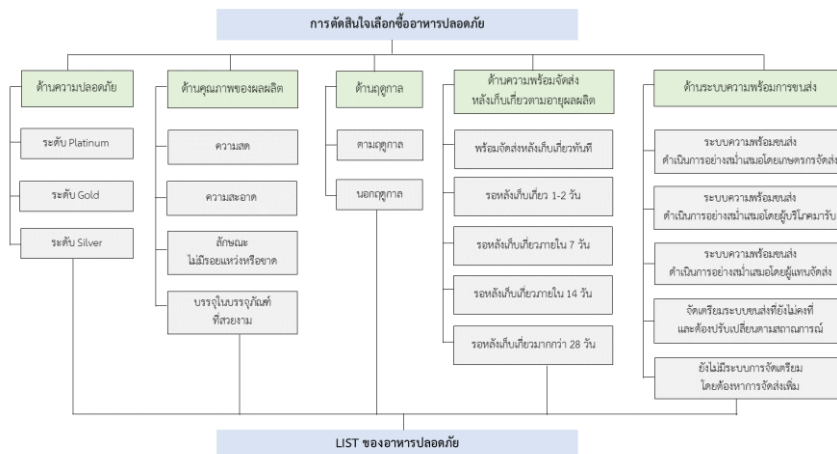 การตัดสินใจเลือกซื้ออาหารปลอดภัย
ด้านความปลอดภัย
ระดับ Platinum
ระดับ Gold
ระดับ Silver
ด้านคุณภาพของผลผลิต
ความสด
ความสะอาด
ลักษณะ
ไม่มีรอยแหว่งหรือขาด
บรรจุในบรรจุภัณฑ์
ที่สวยงาม
ด้านฤดูกาล
ตามฤดูกาล
นอกฤดูกาล
ด้านความพร้อมจัดส่ง
หลังเก็บเกี่ยวตามอายุผลผลิต
พร้อมจัดส่งหลังเก็บเกี่ยวทันที
รอหลังเก็บเกี่ยว 1-2 วัน
รอหลังเก็บเกี่ยวภายใน 7 วัน
รอหลังเก็บเกี่ยวภายใน 14 วัน
รอหลังเก็บเกี่ยวมากกว่า 28 วัน
ด้านระบบความพร้อมการขนส่ง
ระบบความพร้อมขนส่ง
ดำเนินการอย่างสม่ำเสมอโดยเกษตรกรจัดส่ง
ระบบความพร้อมขนส่ง
ดำเนินการอย่างสม่ำเสมอโดยผู้บริโภคมารับ
ระบบความพร้อมขนส่ง
ดำเนินการอย่างสม่ำเสมอโดยผู้แทนจัดส่ง
จัดเตรียมระบบขนส่งที่ยังไม่คงที่
และต้องปรับเปลี่ยนตามสถาณการณ์
ยังไม่มีระบบการจัดเตรียม
โดยต้องหาการจัดส่งเพิ่ม
LIST ของอาหารปลอดภัย